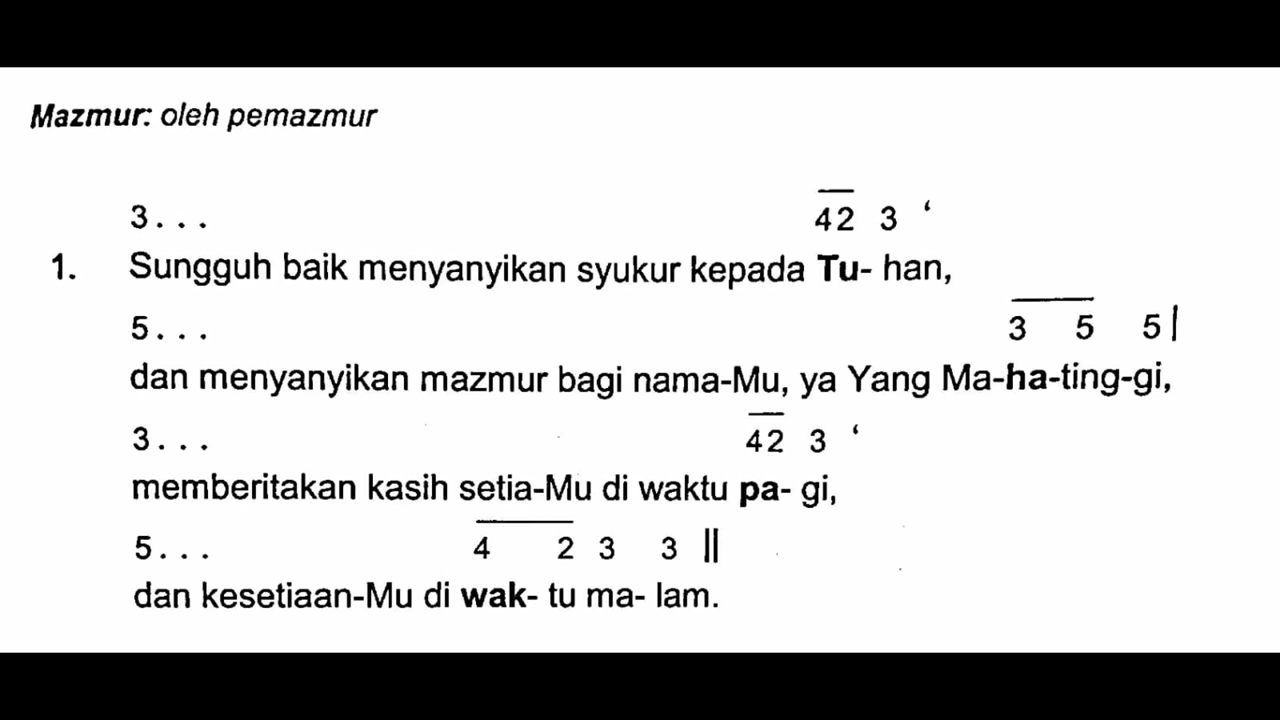 Mazmur: oleh pemazmur
3... 42 3 ‘
1. Sungguh baik menyanyikan syukur kepada Tu- han,
5... 3 5 5|
dan menyanyikan mazmur bagi nama-Mu, ya Yang Ma-ha-ting-gi,
3... 42 3 ‘
memberitakan kasih setia-Mu di waktu pa- gi,
5... 4 2 3 3 ||
dan kesetiaan-Mu di wak- tu ma- lam.